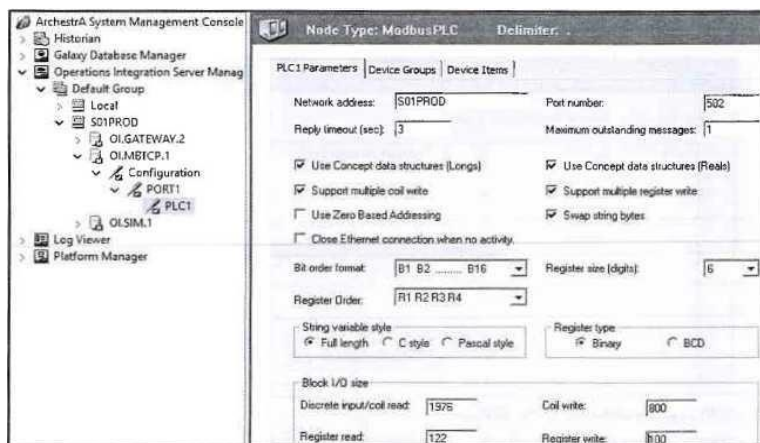 ArchestrA System Management Console
Historian
Galaxy Database Manager
Operations Integration Server Manag
Default Group
Local
S01PROD
OI.GATEWAY.2
OI.MBTCP.1
Configuration
PORT1
PLC1
OI.SIM.1
Log Viewer
Platform Manager
Node Type: ModbusPLC Delimiter: .
PLC1 Parameters Device Groups Device Items
Network address: S01PROD Port number: 502
Reply timeout (sec): 3 Maximum outstanding messages: 1
Use Concept data structures (Longs) Use Concept data structures (Reals)
Support multiple coil write Support multiple register write
Use Zero Based Addressing Swap string bytes
Close Ethernet connection when no activity.
Bit order format: B1 B2 ........ B16 Register size (digits): 6
Register Order: R1 R2 R3 R4
String variable style Register type
Full length C style Pascal style Binary BCD
Block I/O size
Discrete input/coil read: 1976 Coil write: 800
Register read: 122 Register write: 100